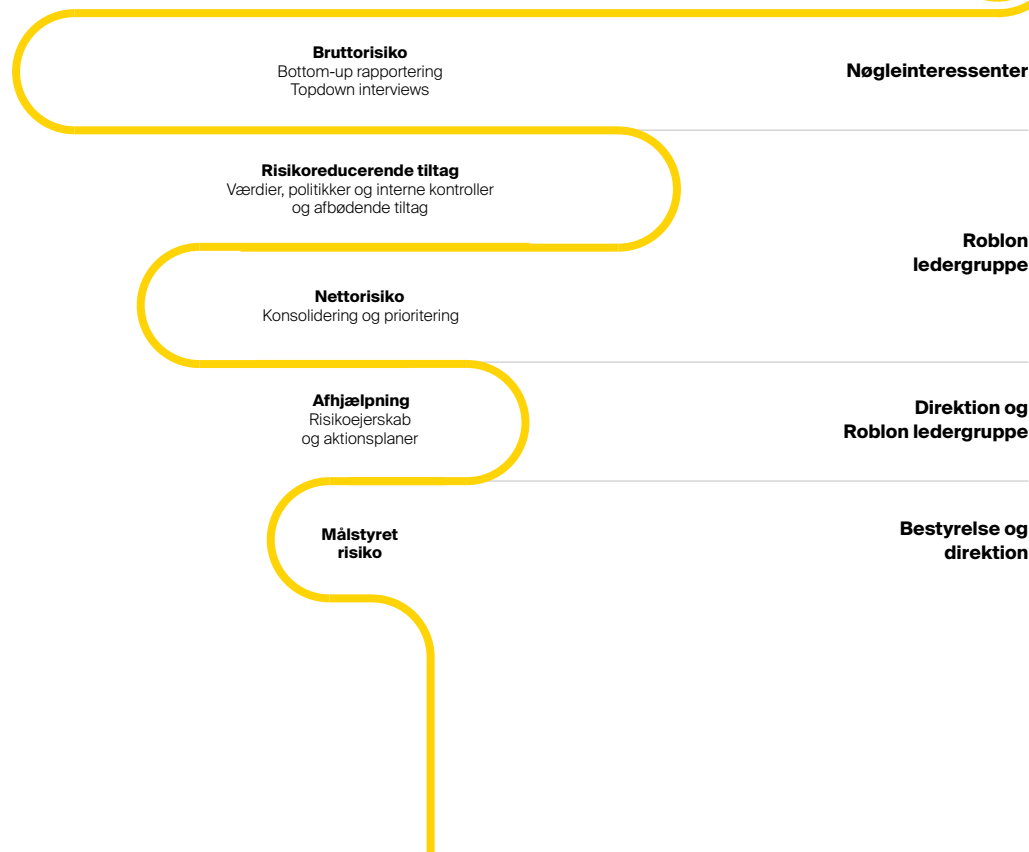 Bruttorisiko
Bottom-up rapportering
Topdown interviews
Nøgleinteressenter
Risikoreducerende tiltag
Værdier, politikker og interne kontroller
og afbødende tiltag
Roblon
ledergruppe
Nettorisiko
Konsolidering og prioritering
Afhjælpning
Risikoejerskab
og aktionsplaner
Direktion og
Roblon ledergruppe
Målstyret
risiko
Bestyrelse og
direktion